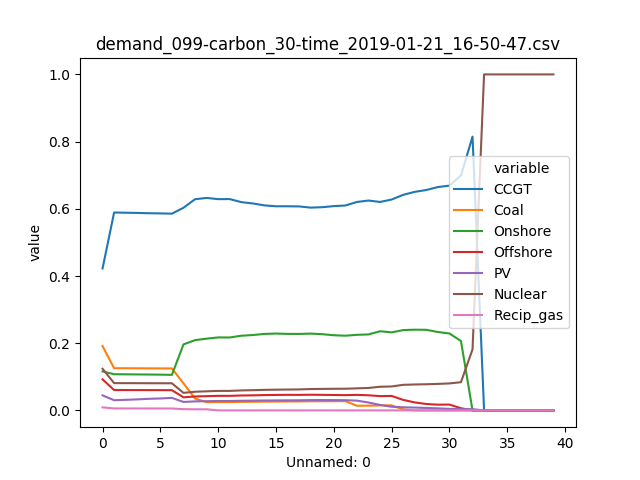 demand_099-carbon_30-time_2019-01-21_16-50-47.csv
1.0
0.8
0.6
0.4
0.2
0.0
value
variable
CCGT
Coal
Onshore
Offshore
PV
Nuclear
Recip_gas
0 5 10 15 20 25 30 35 40
Unnamed: 0